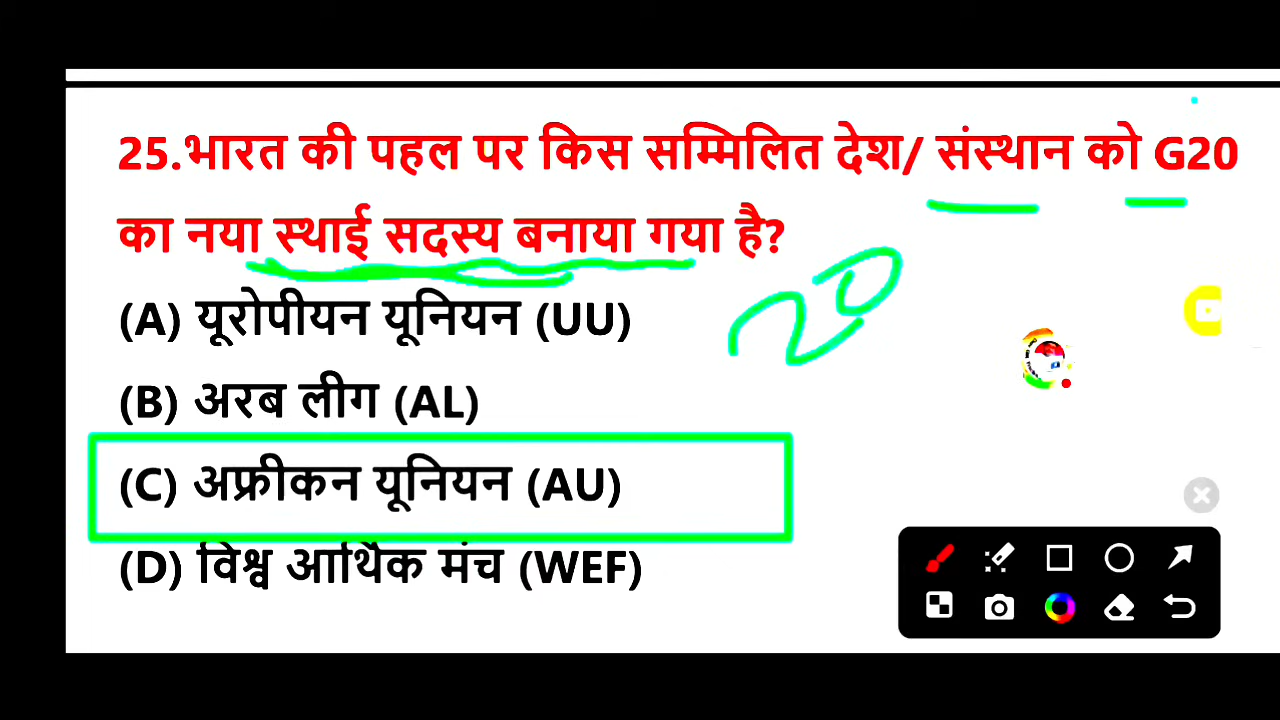 25.भारत की पहल पर किस सम्मिलित देश/ संस्थान को G20
का नया स्थाई सदस्य बनाया गया है?
(A) यूरोपीयन यूनियन (UU)
20
(B) अरब लीग (AL)
(C) अफ्रीकन यूनियन (AU)
(D) विश्व आर्थिक मंच (WEF)